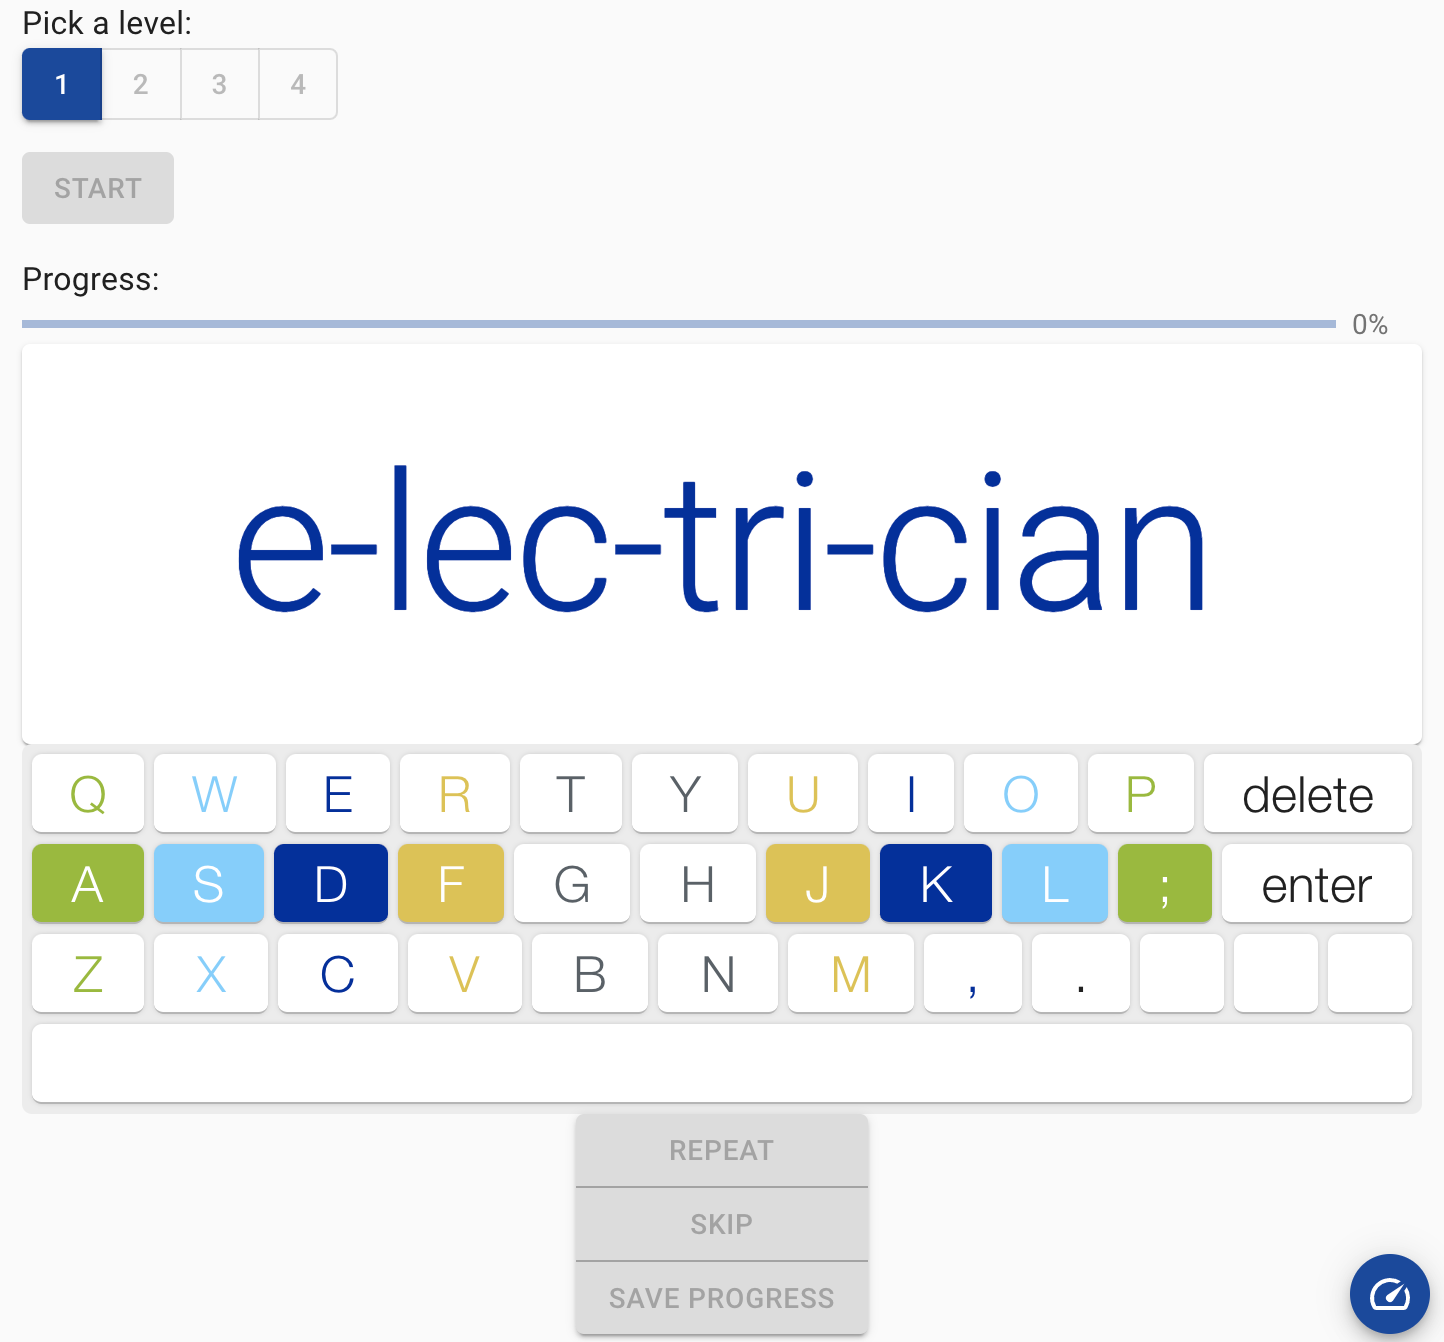 Pick a level:
1 2 3 4
START
Progress:
0%
e-lec-tri-cian
Q W E R T Y U I O P delete
A S D F G H J K L ; enter
Z X C V B N M , .
REPEAT
SKIP
SAVE PROGRESS